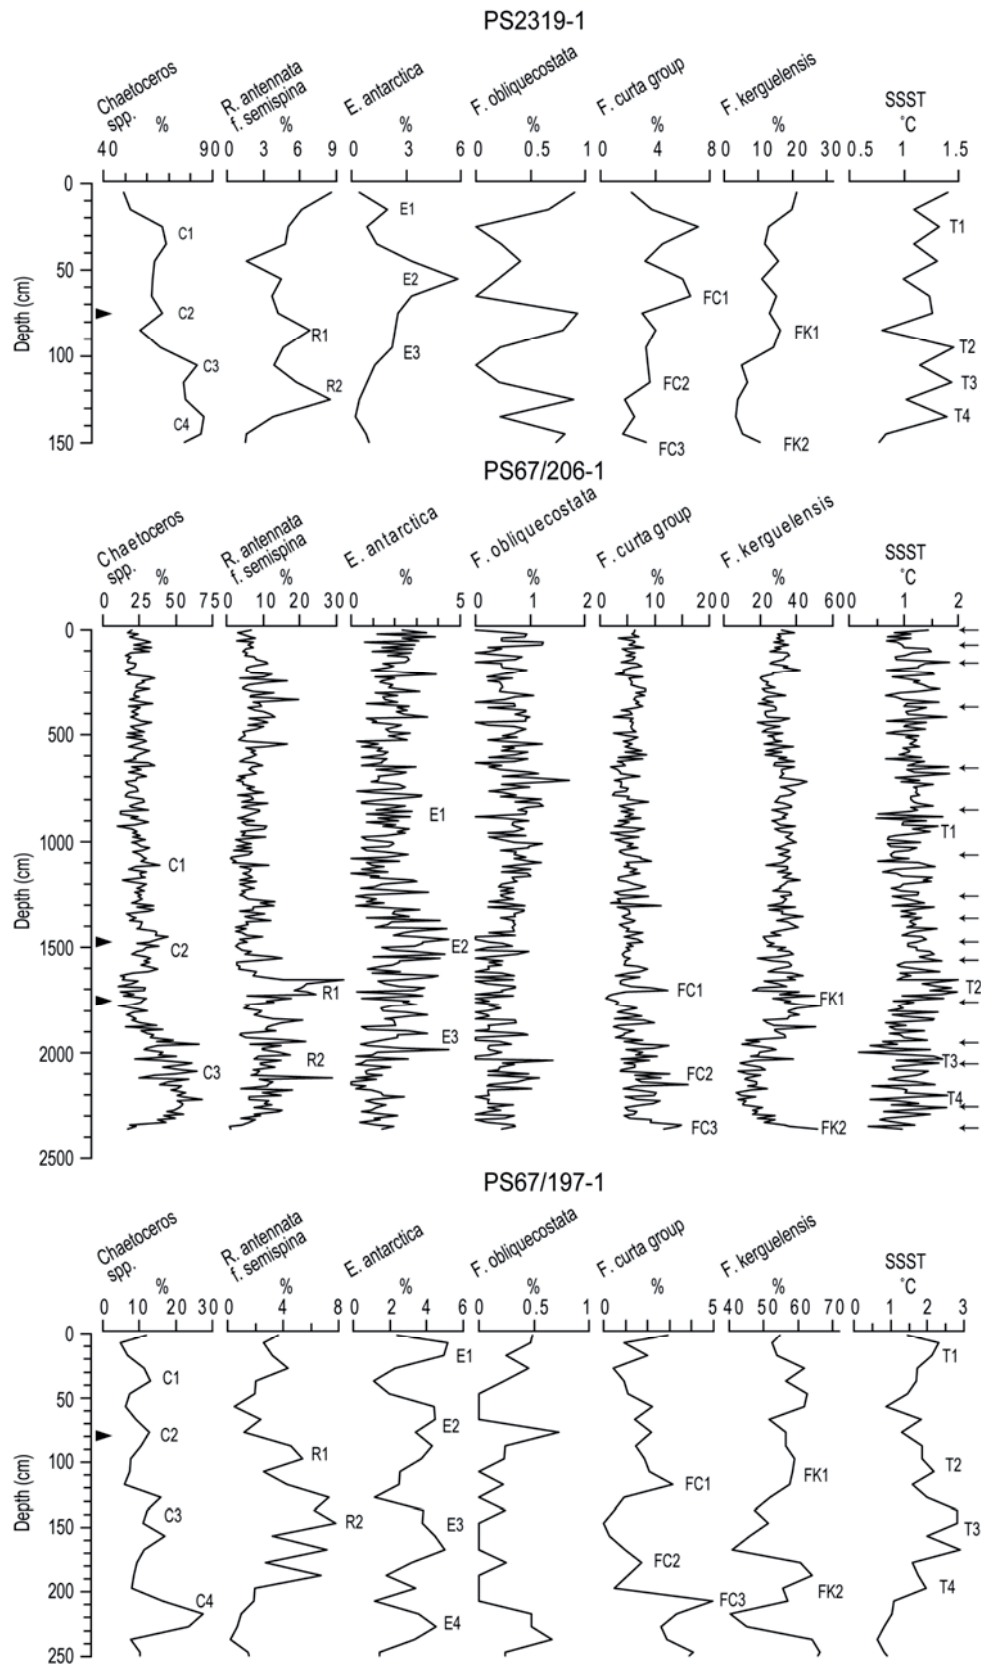 PS2319-1
Chaetoceros spp.
R. antennata f. semispina
E. antarctica
F. obliquecostata
F. curta group
F. kerguelensis
SSST
% % % % % % °C
40 90 0 3 6 9 0 3 6 0 0.5 1 0 4 8 0 10 20 30 0.5 1 1.5
Depth (cm)
0
50
100
150
C1
C2
C3
C4
R1
R2
E1
E2
E3
FC1
FC2
FC3
FK1
FK2
T1
T2
T3
T4
PS67/206-1
Chaetoceros spp.
R. antennata f. semispina
E. antarctica
F. obliquecostata
F. curta group
F. kerguelensis
SSST
% % % % % % °C
0 25 50 75 0 10 20 30 0 5 0 1 2 0 10 20 0 20 40 60 0 1 2
Depth (cm)
0
500
1000
1500
2000
2500
C1
C2
C3
R1
R2
E1
E2
E3
FC1
FC2
FC3
FK1
FK2
T1
T2
T3
T4
PS67/197-1
Chaetoceros spp.
R. antennata f. semispina
E. antarctica
F. obliquecostata
F. curta group
F. kerguelensis
SSST
% % % % % % °C
0 10 20 30 0 4 8 0 2 4 6 0 0.5 1 0 5 40 50 60 70 0 1 2 3
Depth (cm)
0
50
100
150
200
250
C1
C2
C3
C4
R1
R2
E1
E2
E3
E4
FC1
FC2
FC3
FK1
FK2
T1
T2
T3
T4